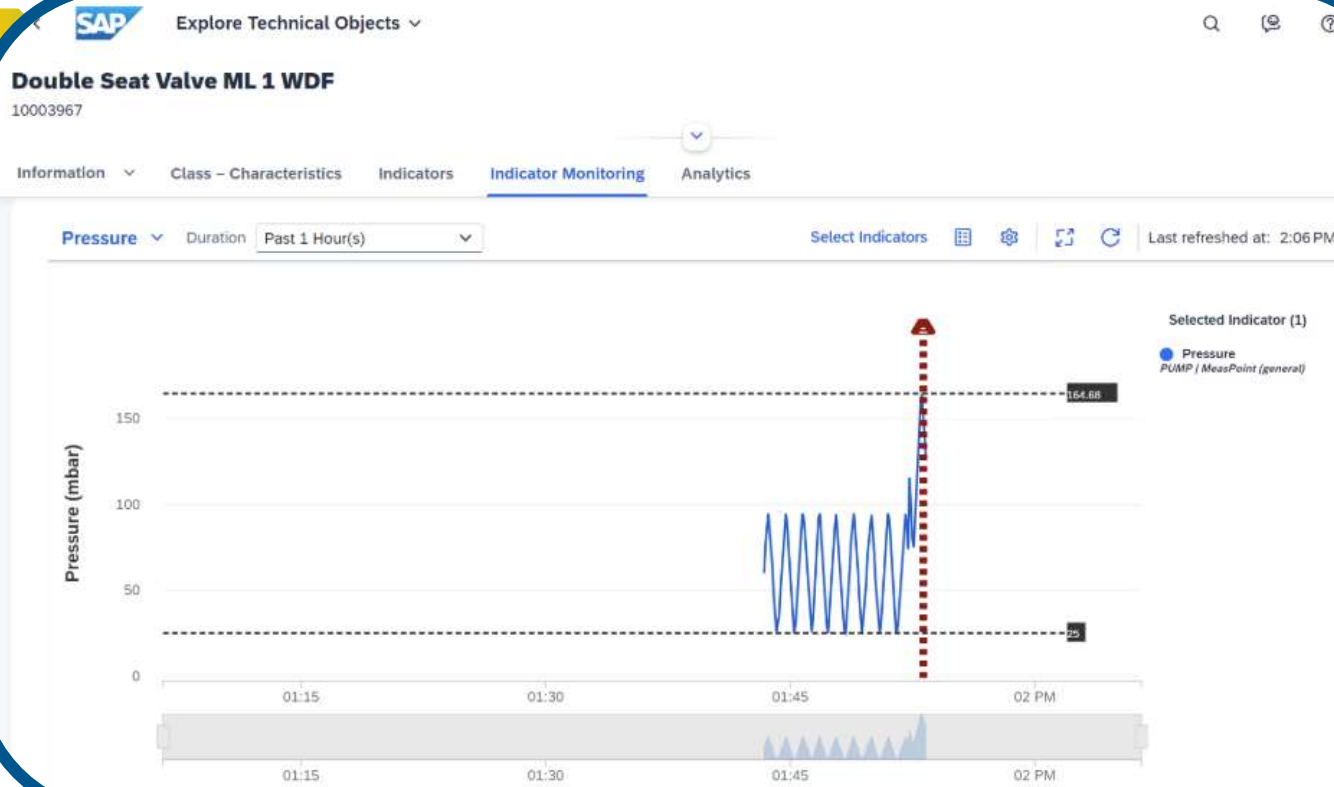 SAP Explore Technical Objects
Double Seat Valve ML 1 WDF
10003967
Information Class – Characteristics Indicators Indicator Monitoring Analytics
Pressure Duration Past 1 Hour(s) Select Indicators Last refreshed at: 2:06 PM
Selected Indicator (1)
Pressure
PUMP | MeasPoint (general)
Pressure (mbar)
164.68
150
100
50
25
0
01:15 01:30 01:45 02 PM
01:15 01:30 01:45 02 PM